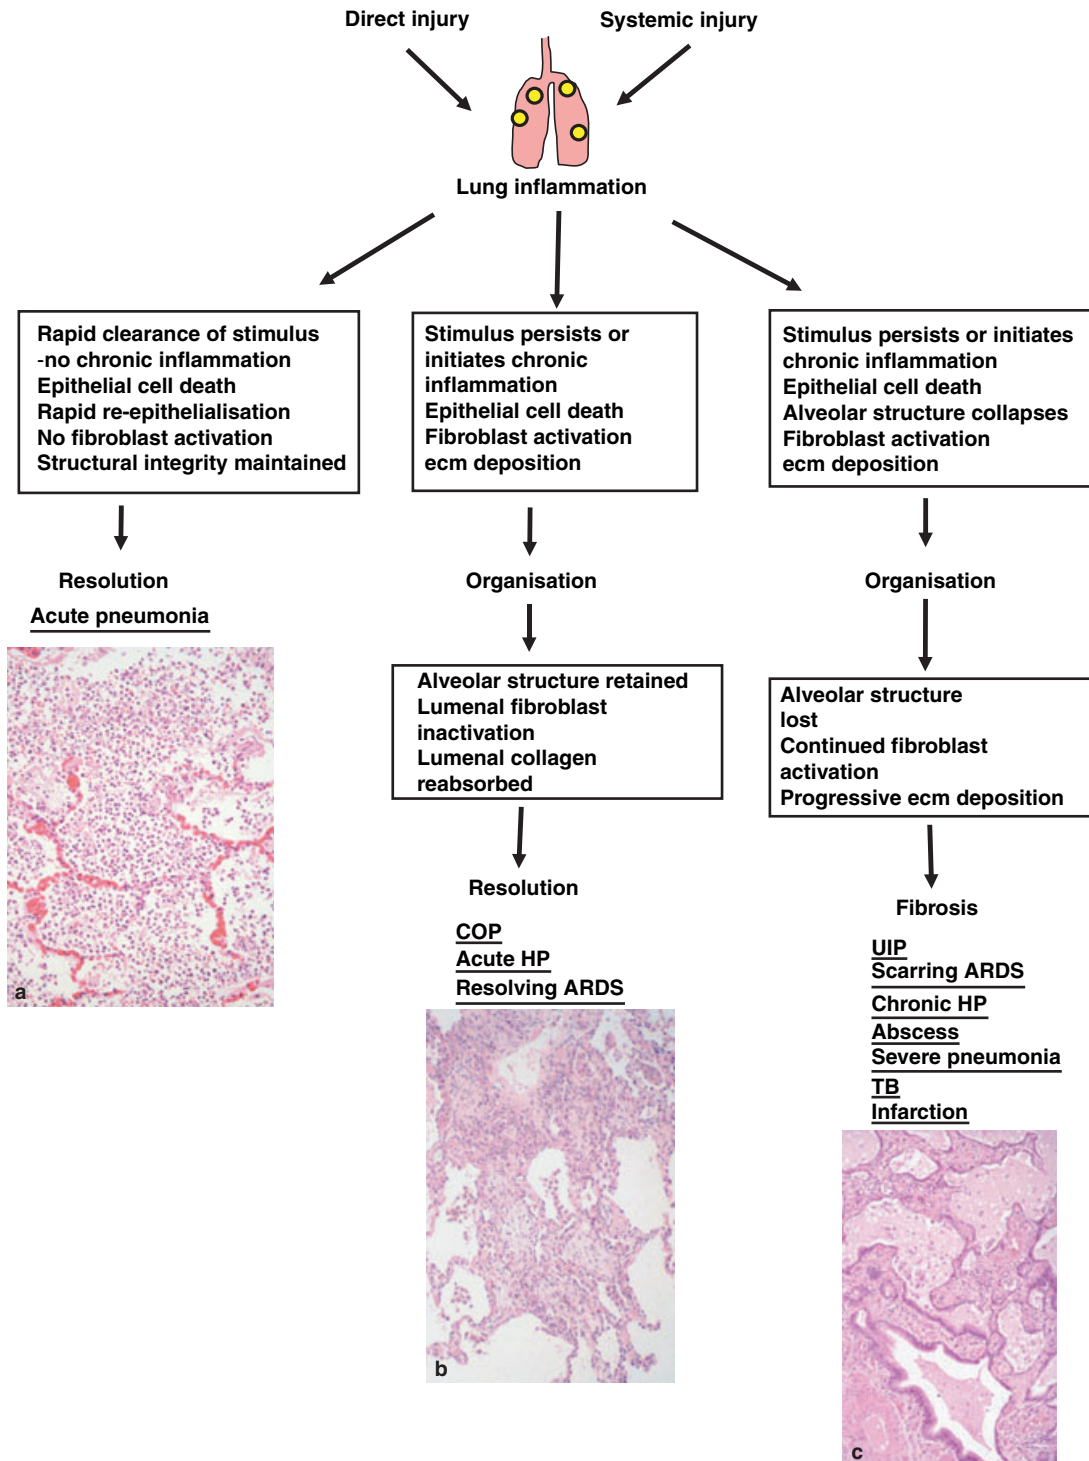 Direct injury
Systemic injury
Lung inflammation
Rapid clearance of stimulus
-no chronic inflammation
Epithelial cell death
Rapid re-epithelialisation
No fibroblast activation
Structural integrity maintained
Resolution
Acute pneumonia
a
Stimulus persists or
initiates chronic
inflammation
Epithelial cell death
Fibroblast activation
ecm deposition
Organisation
Alveolar structure retained
Lumenal fibroblast
inactivation
Lumenal collagen
reabsorbed
Resolution
COP
Acute HP
Resolving ARDS
b
Stimulus persists or initiates
chronic inflammation
Epithelial cell death
Alveolar structure collapses
Fibroblast activation
ecm deposition
Organisation
Alveolar structure
lost
Continued fibroblast
activation
Progressive ecm deposition
Fibrosis
UIP
Scarring ARDS
Chronic HP
Abscess
Severe pneumonia
TB
Infarction
c